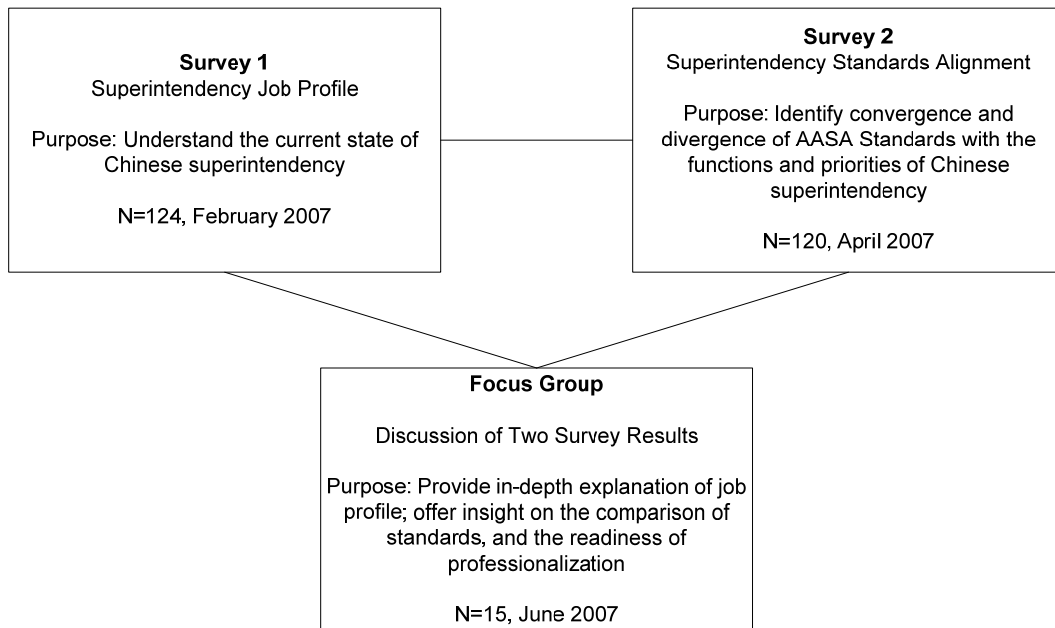 Survey 1
Superintendency Job Profile
Purpose: Understand the current state of
Chinese superintendency
N=124, February 2007
Survey 2
Superintendency Standards Alignment
Purpose: Identify convergence and
divergence of AASA Standards with the
functions and priorities of Chinese
superintendency
N=120, April 2007
Focus Group
Discussion of Two Survey Results
Purpose: Provide in-depth explanation of job
profile; offer insight on the comparison of
standards, and the readiness of
professionalization
N=15, June 2007